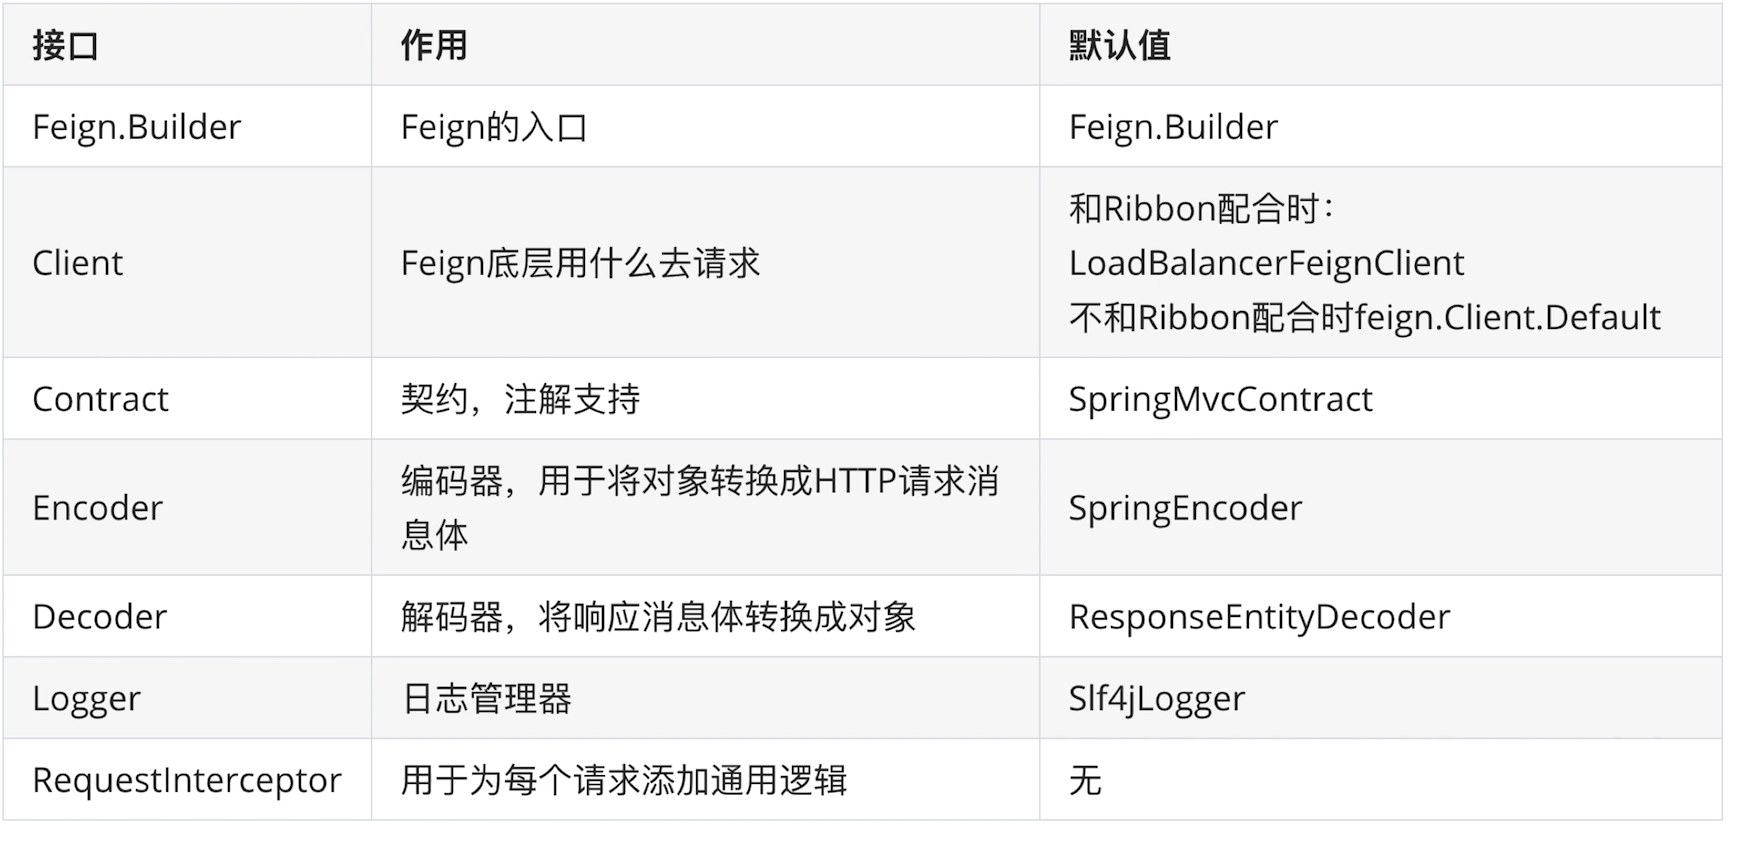 接口 作用 默认值
Feign.Builder Feign的入口 Feign.Builder
Client Feign底层用什么去请求 和Ribbon配合时：
LoadBalancerFeignClient
不和Ribbon配合时feign.Client.Default
Contract 契约，注解支持 SpringMvcContract
Encoder 编码器，用于将对象转换成HTTP请求消
息体 SpringEncoder
Decoder 解码器，将响应消息体转换成对象 ResponseEntityDecoder
Logger 日志管理器 Slf4jLogger
RequestInterceptor 用于为每个请求添加通用逻辑 无